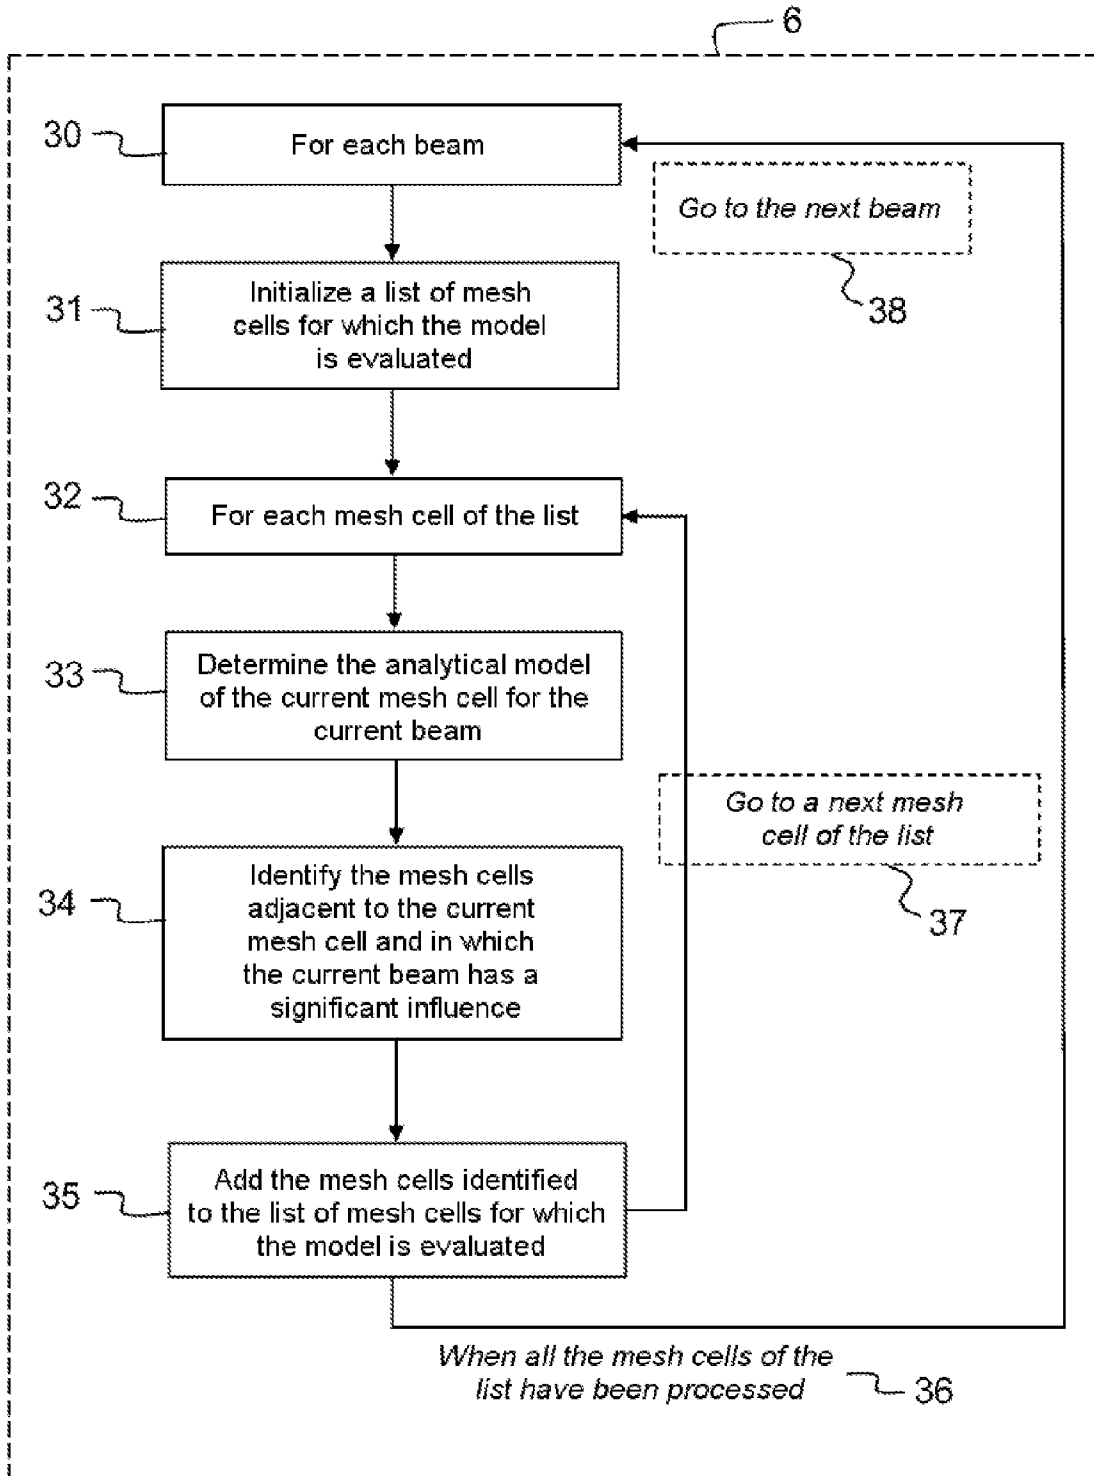 6
30
For each beam
Go to the next beam
38
31
Initialize a list of mesh
cells for which the model
is evaluated
32
For each mesh cell of the list
33
Determine the analytical model
of the current mesh cell for the
current beam
Go to a next mesh
cell of the list
37
34
Identify the mesh cells
adjacent to the current
mesh cell and in which
the current beam has a
significant influence
35
Add the mesh cells identified
to the list of mesh cells for which
the model is evaluated
When all the mesh cells of the
list have been processed
36